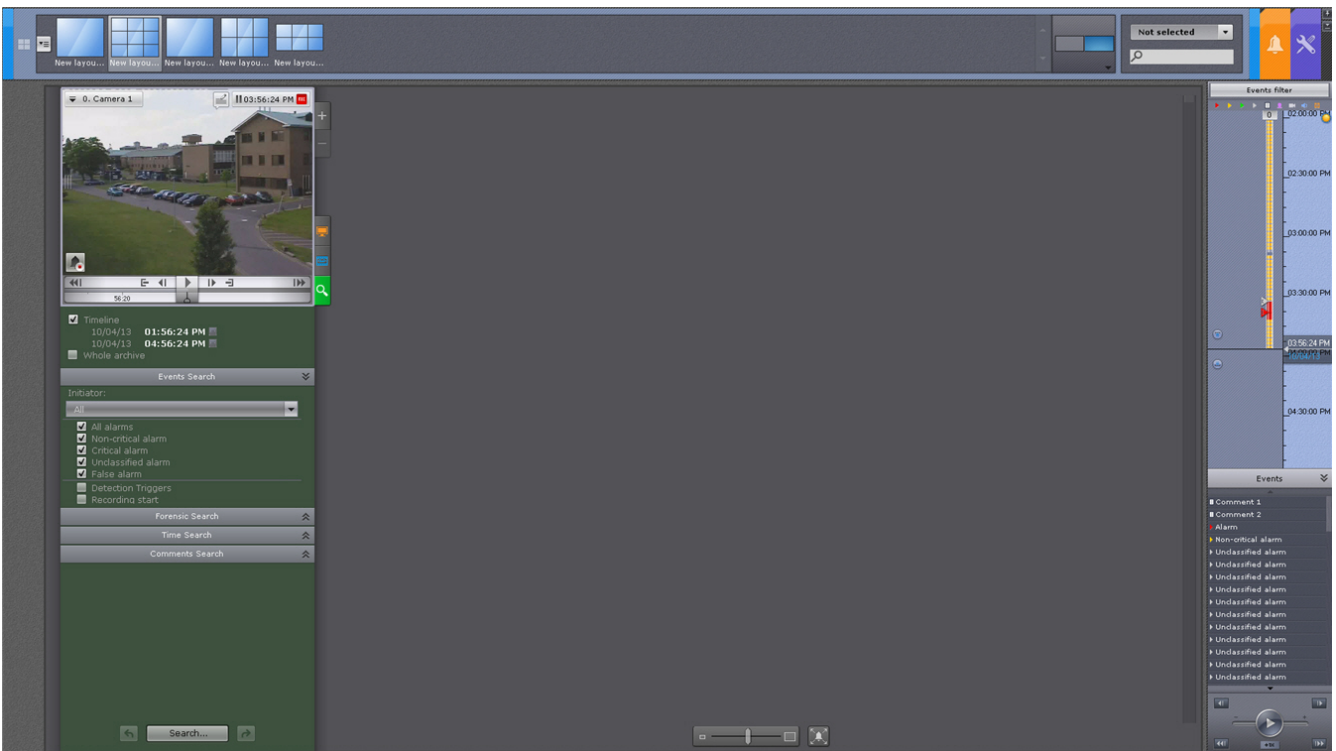 New layou... New layou... New layou... New layou... New layou...
Not selected
0. Camera 1
03:56:24 PM
56:20
Timeline
10/04/13 01:56:24 PM
10/04/13 04:56:24 PM
Whole archive
Events Search
Initiator:
All
All alarms
Non-critical alarm
Critical alarm
Unclassified alarm
False alarm
Detection Triggers
Recording start
Forensic Search
Time Search
Comments Search
Search...
Events filter
0
02:00:00 PM
02:30:00 PM
03:00:00 PM
03:30:00 PM
03:56:24 PM
04:30:00 PM
Events
Comment 1
Comment 2
Alarm
Non-critical alarm
Unclassified alarm
Unclassified alarm
Unclassified alarm
Unclassified alarm
Unclassified alarm
Unclassified alarm
Unclassified alarm
Unclassified alarm
Unclassified alarm
Unclassified alarm
Unclassified alarm